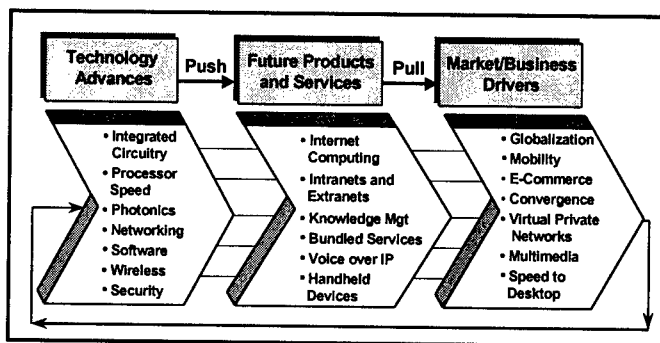 Technology
Advances
Push
Future Products
and Services
Pull
Market/Business
Drivers
• Integrated
Circuitry
• Processor
Speed
• Photonics
• Networking
• Software
• Wireless
• Security
• Internet
Computing
• Intranets and
Extranets
• Knowledge Mgt
• Bundled Services
• Voice over IP
• Handheld
Devices
• Globalization
• Mobility
• E-Commerce
• Convergence
• Virtual Private
Networks
• Multimedia
• Speed to
Desktop